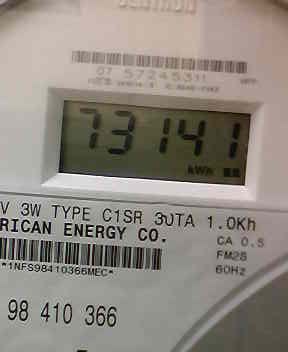 CENTRON
07 57245311
73141
kWh
V 3W TYPE C1SR 30TA 1.0Kh
RICAN ENERGY CO.
CA 0.5
FM2S
*1NFS98410366MEC*
60Hz
98 410 366